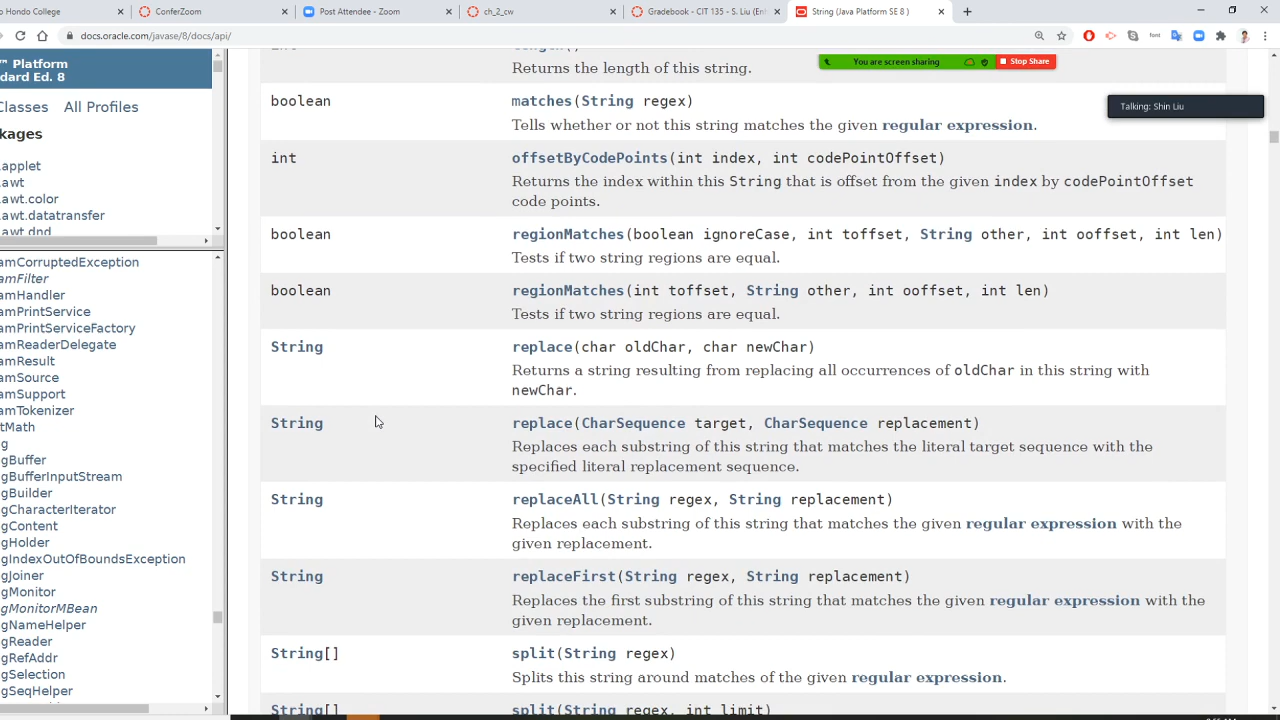 o Hondo College
ConferZoom
Post Attendee - Zoom
ch_2_cw
Gradebook - CIT 135 - S. Liu (Enh
String (Java Platform SE 8 )
docs.oracle.com/javase/8/docs/api/
You are screen sharing
Stop Share
Talking: Shin Liu
™ Platform
dard Ed. 8
Classes All Profiles
kages
.applet
.awt
.awt.color
.awt.datatransfer
.awt.dnd
amCorruptedException
amFilter
amHandler
amPrintService
amPrintServiceFactory
amReaderDelegate
amResult
amSource
amSupport
amTokenizer
tMath
g
gBuffer
gBufferInputStream
gBuilder
gCharacterIterator
gContent
gHolder
gIndexOutOfBoundsException
gJoiner
gMonitor
gMonitorMBean
gNameHelper
gReader
gRefAddr
gSelection
gSeqHelper
int length()
Returns the length of this string.
boolean matches(String regex)
Tells whether or not this string matches the given regular expression.
int offsetByCodePoints(int index, int codePointOffset)
Returns the index within this String that is offset from the given index by codePointOffset
code points.
boolean regionMatches(boolean ignoreCase, int toffset, String other, int ooffset, int len)
Tests if two string regions are equal.
boolean regionMatches(int toffset, String other, int ooffset, int len)
Tests if two string regions are equal.
String replace(char oldChar, char newChar)
Returns a string resulting from replacing all occurrences of oldChar in this string with
newChar.
String replace(CharSequence target, CharSequence replacement)
Replaces each substring of this string that matches the literal target sequence with the
specified literal replacement sequence.
String replaceAll(String regex, String replacement)
Replaces each substring of this string that matches the given regular expression with the
given replacement.
String replaceFirst(String regex, String replacement)
Replaces the first substring of this string that matches the given regular expression with the
given replacement.
String[] split(String regex)
Splits this string around matches of the given regular expression.
String[] split(String regex, int limit)